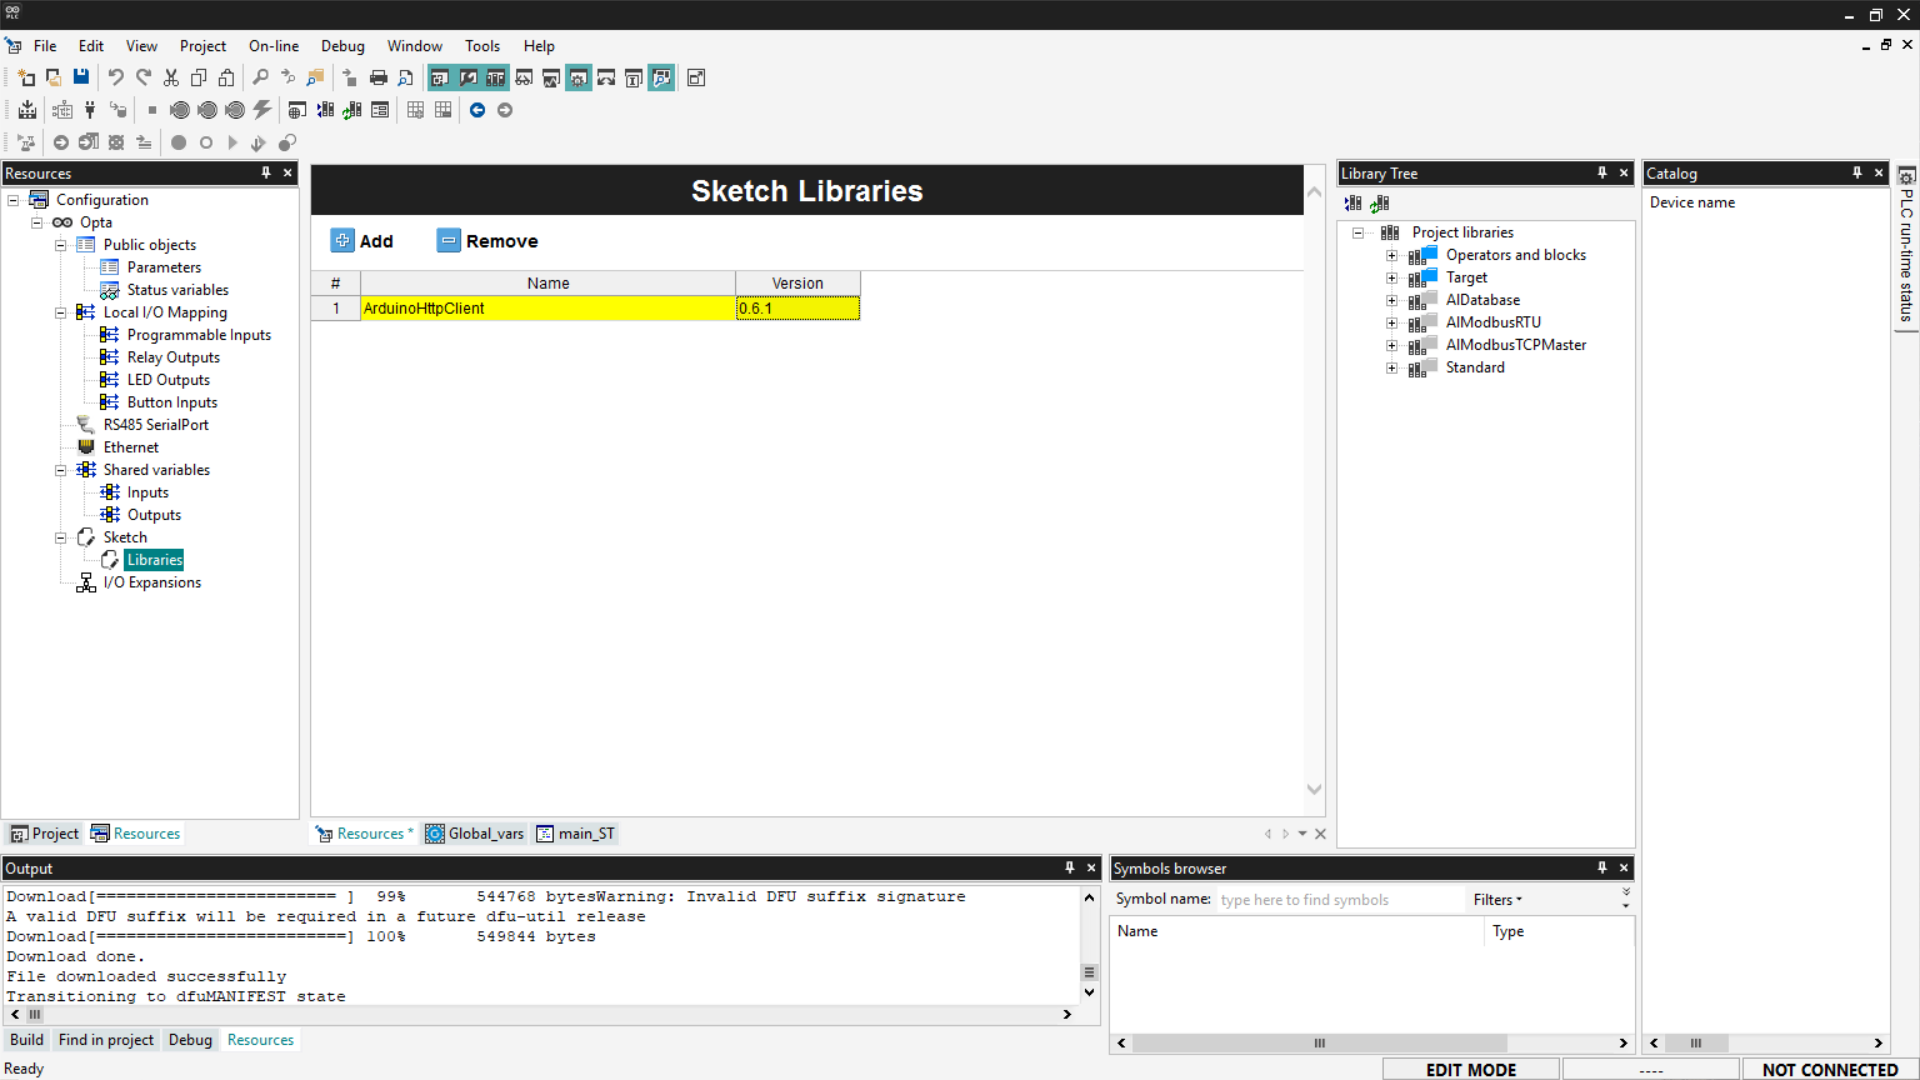 PLC
File Edit View Project On-line Debug Window Tools Help
Resources
Configuration
Opta
Public objects
Parameters
Status variables
Local I/O Mapping
Programmable Inputs
Relay Outputs
LED Outputs
Button Inputs
RS485 SerialPort
Ethernet
Shared variables
Inputs
Outputs
Sketch
Libraries
I/O Expansions
Project Resources
Sketch Libraries
Add Remove
# Name Version
1 ArduinoHttpClient 0.6.1
Resources * Global_vars main_ST
Library Tree
Project libraries
Operators and blocks
Target
AlDatabase
AlModbusRTU
AlModbusTCPMaster
Standard
Catalog
Device name
PLC run-time status
Output
Download[======================== ] 99% 544768 bytesWarning: Invalid DFU suffix signature
A valid DFU suffix will be required in a future dfu-util release
Download[=========================] 100% 549844 bytes
Download done.
File downloaded successfully
Transitioning to dfuMANIFEST state
Build Find in project Debug Resources
Symbols browser
Symbol name: type here to find symbols Filters
Name Type
Ready
EDIT MODE ---- NOT CONNECTED